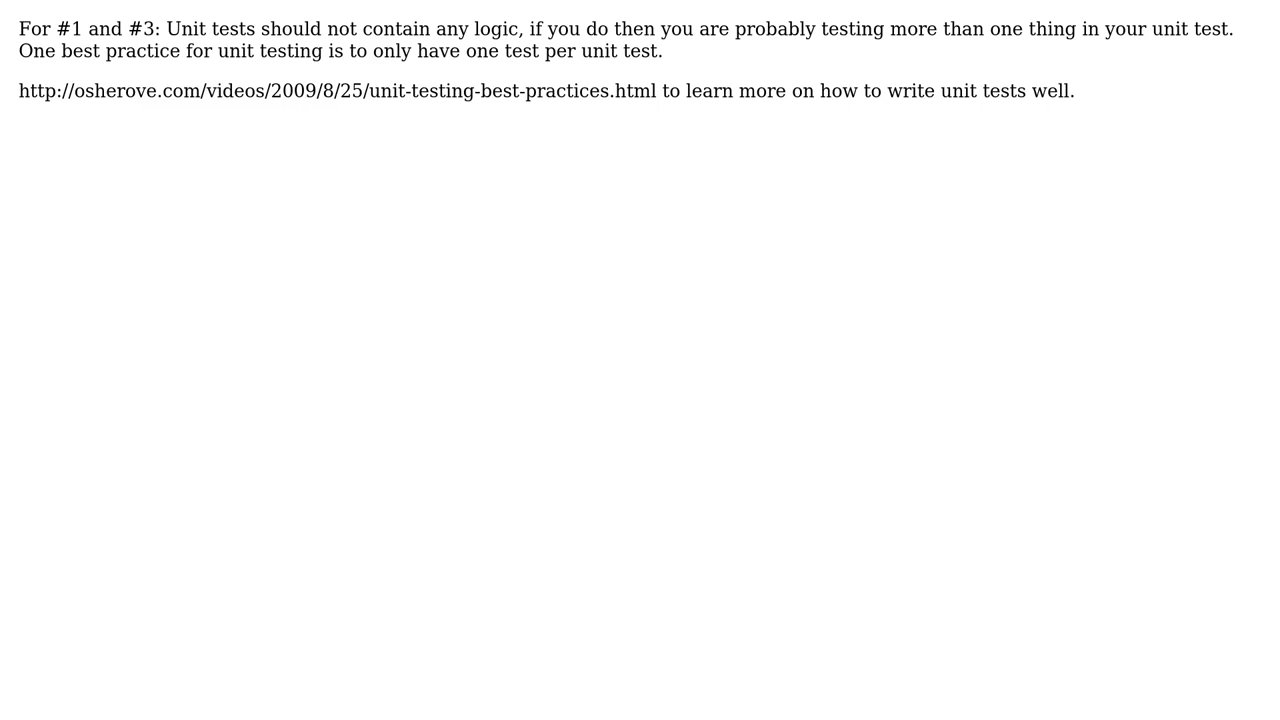 For #1 and #3: Unit tests should not contain any logic, if you do then you are probably testing more than one thing in your unit test.
One best practice for unit testing is to only have one test per unit test.
http://osherove.com/videos/2009/8/25/unit-testing-best-practices.html to learn more on how to write unit tests well.